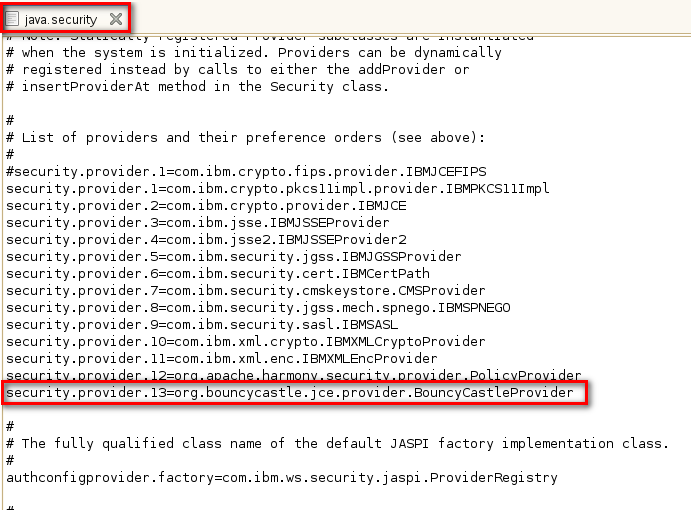 java.security
# Note: Statically registered Provider subclasses are instantiated
# when the system is initialized. Providers can be dynamically
# registered instead by calls to either the addProvider or
# insertProviderAt method in the Security class.
#
# List of providers and their preference orders (see above):
#
#security.provider.1=com.ibm.crypto.fips.provider.IBMJCEFIPS
security.provider.1=com.ibm.crypto.pkcs11impl.provider.IBMPKCS11Impl
security.provider.2=com.ibm.crypto.provider.IBMJCE
security.provider.3=com.ibm.jsse.IBMJSSEProvider
security.provider.4=com.ibm.jsse2.IBMJSSEProvider2
security.provider.5=com.ibm.security.jgss.IBMJGSSProvider
security.provider.6=com.ibm.security.cert.IBMCertPath
security.provider.7=com.ibm.security.cmskeystore.CMSProvider
security.provider.8=com.ibm.security.jgss.mech.spnego.IBMSPNEGO
security.provider.9=com.ibm.security.sasl.IBMSASL
security.provider.10=com.ibm.xml.crypto.IBMXMLCryptoProvider
security.provider.11=com.ibm.xml.enc.IBMXMLEncProvider
security.provider.12=org.apache.harmony.security.provider.PolicyProvider
security.provider.13=org.bouncycastle.jce.provider.BouncyCastleProvider
#
# The fully qualified class name of the default JASPI factory implementation class.
#
authconfigprovider.factory=com.ibm.ws.security.jaspi.ProviderRegistry
#